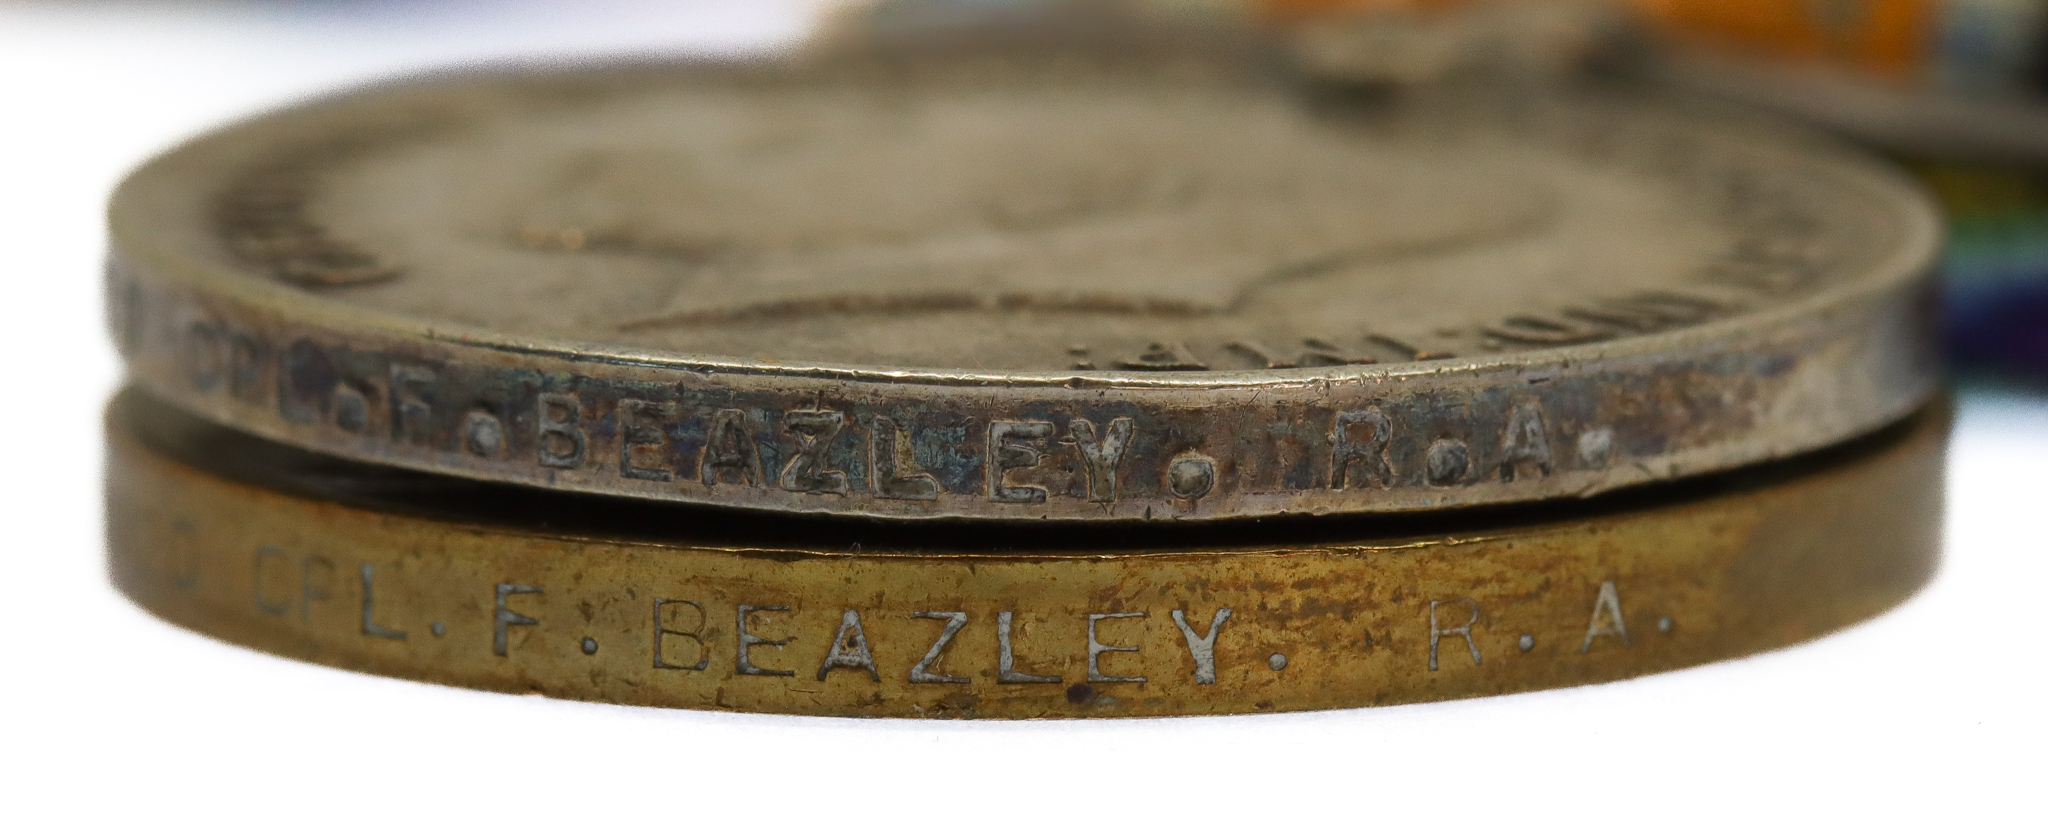 CPL. F. BEAZLEY. R. A.
CPL. F. BEAZLEY. R. A.